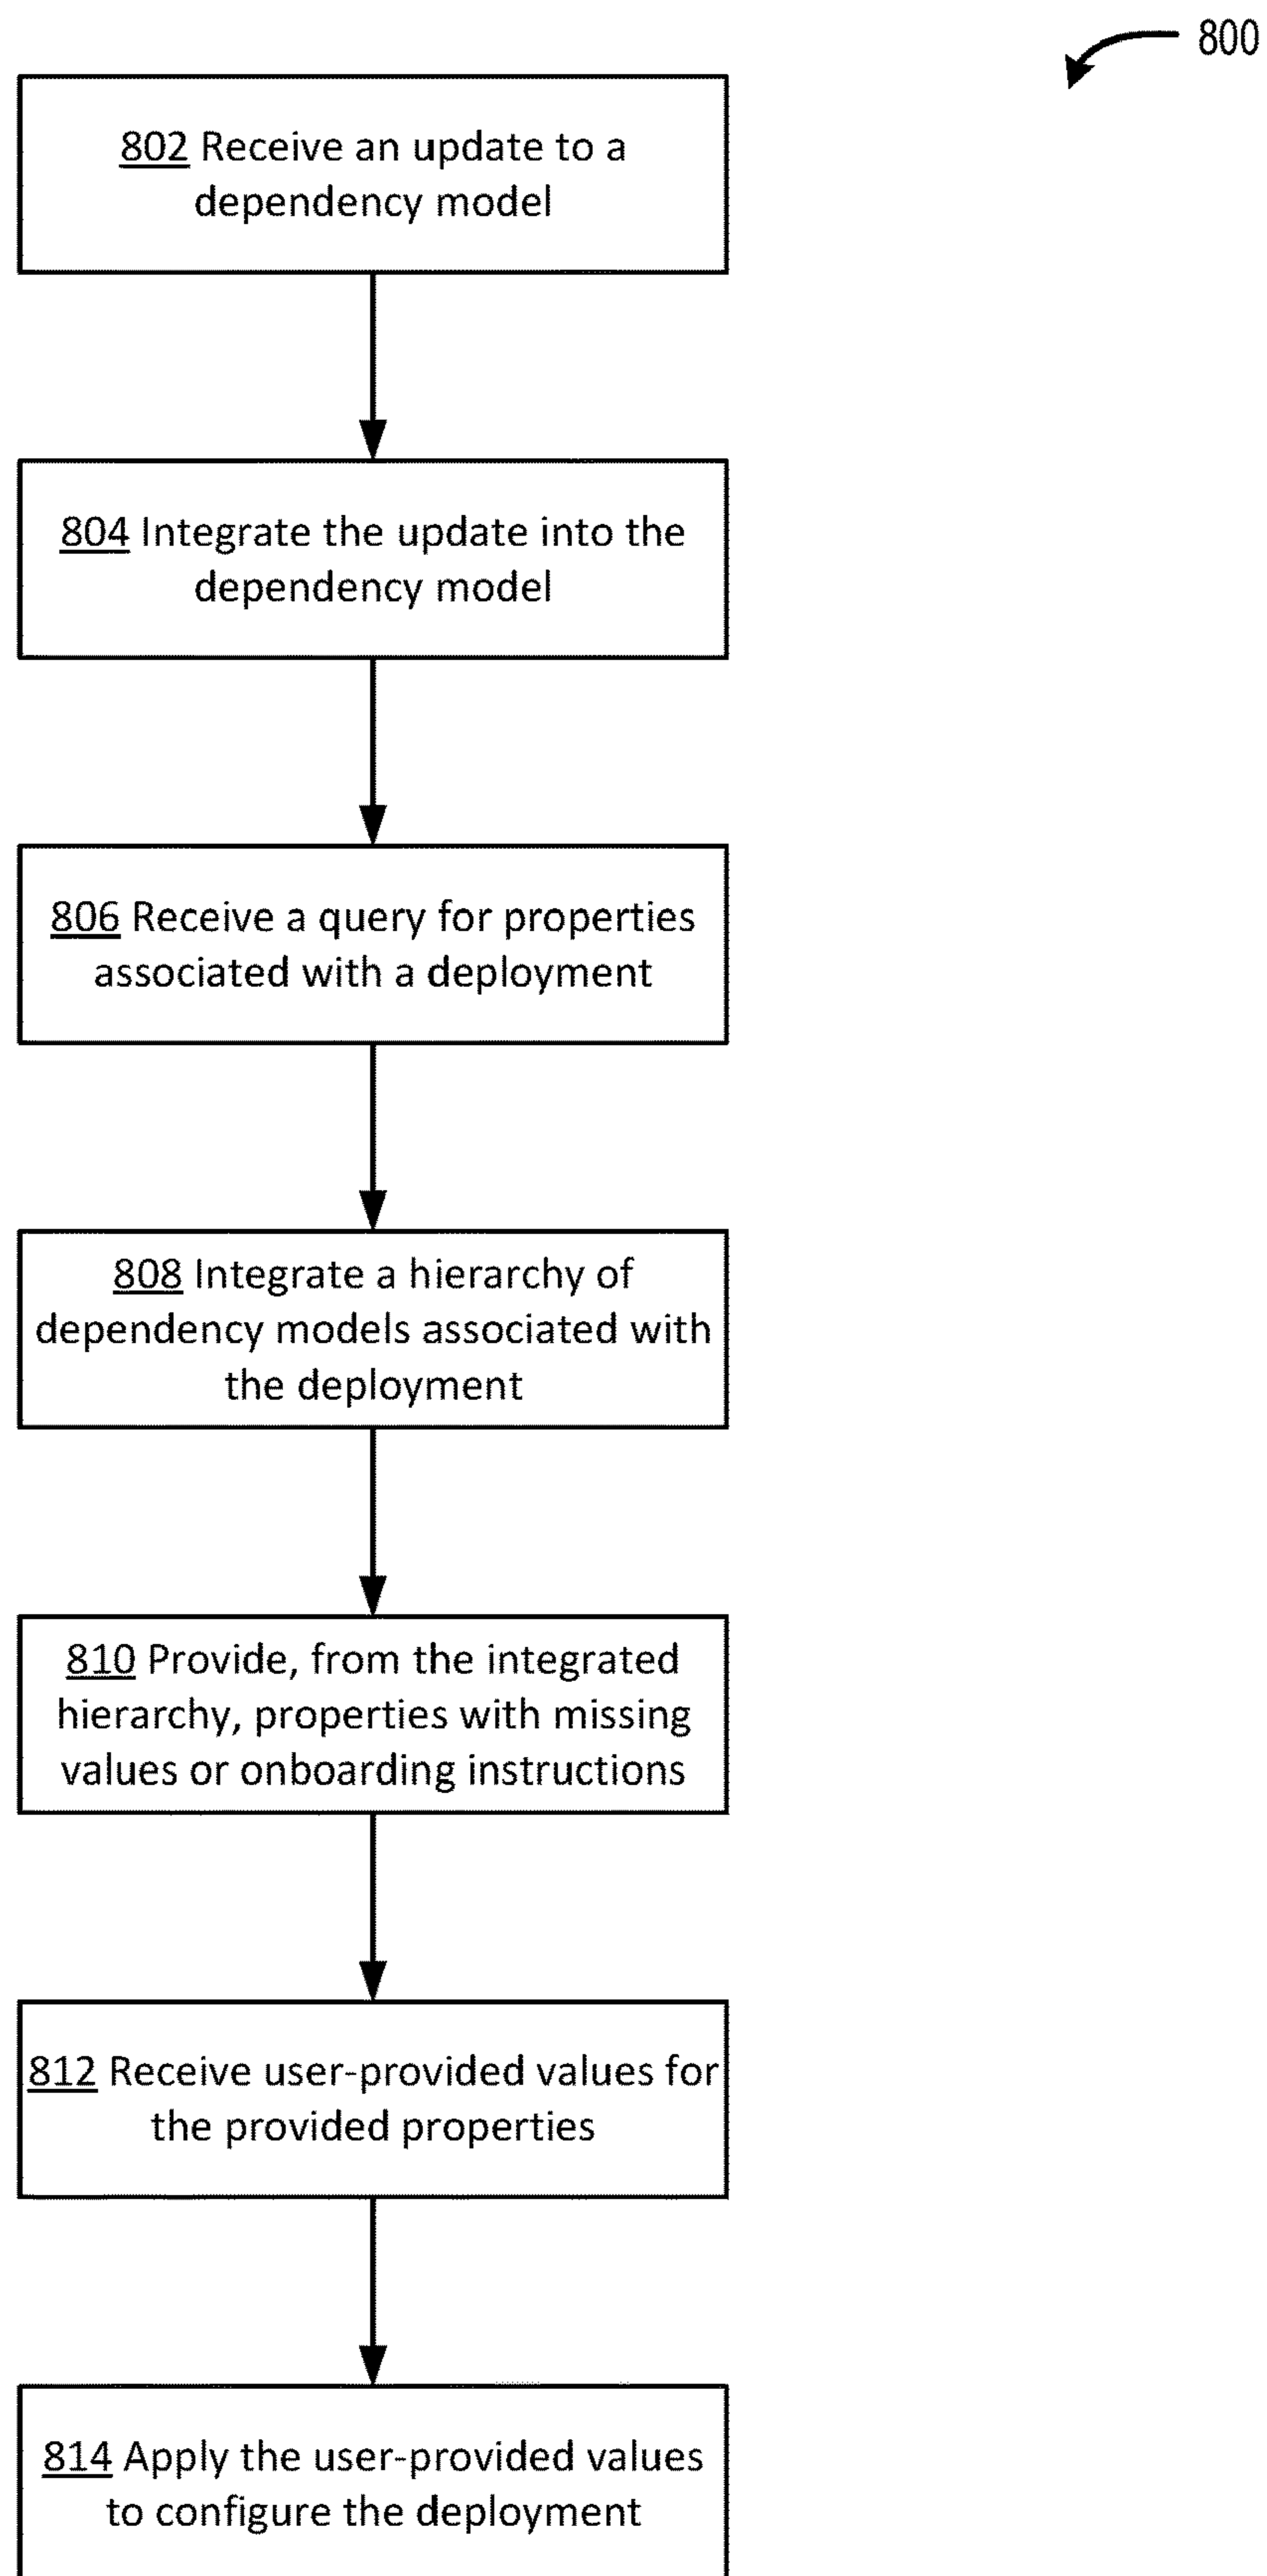 800
802 Receive an update to a
dependency model
804 Integrate the update into the
dependency model
806 Receive a query for properties
associated with a deployment
808 Integrate a hierarchy of
dependency models associated with
the deployment
810 Provide, from the integrated
hierarchy, properties with missing
values or onboarding instructions
812 Receive user-provided values for
the provided properties
814 Apply the user-provided values
to configure the deployment